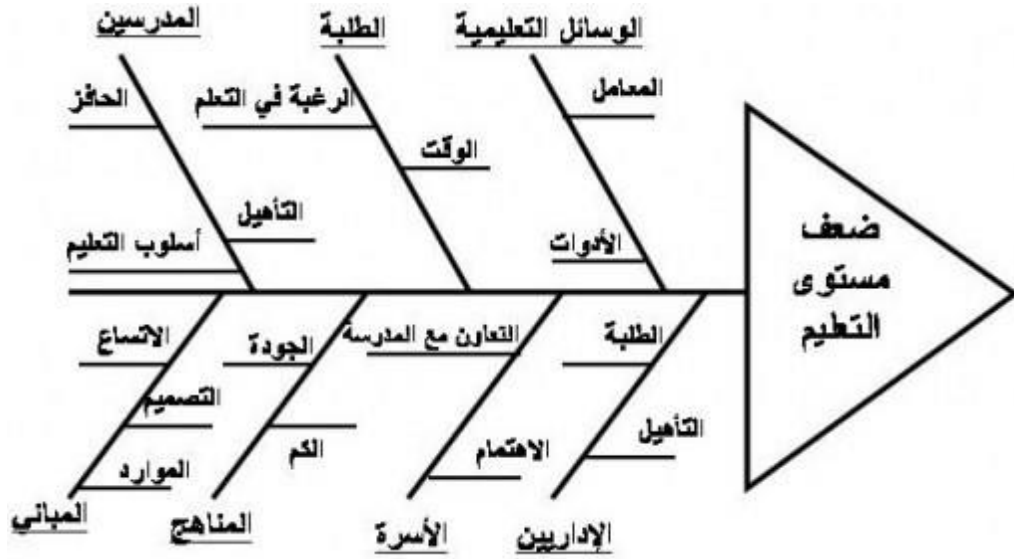 الوسائل التعليمية
الطلبة
المدرسين
المعامل
الرغبة في التعلم
الحافز
الوقت
التأهيل
الأدوات
أسلوب التعليم
ضعف
مستوى
التعليم
الطلبة
التعاون مع المدرسة
الجودة
الاتساع
التصميم
التأهيل
الاهتمام
الكم
الموارد
الإداريين
الأسرة
المناهج
المباني